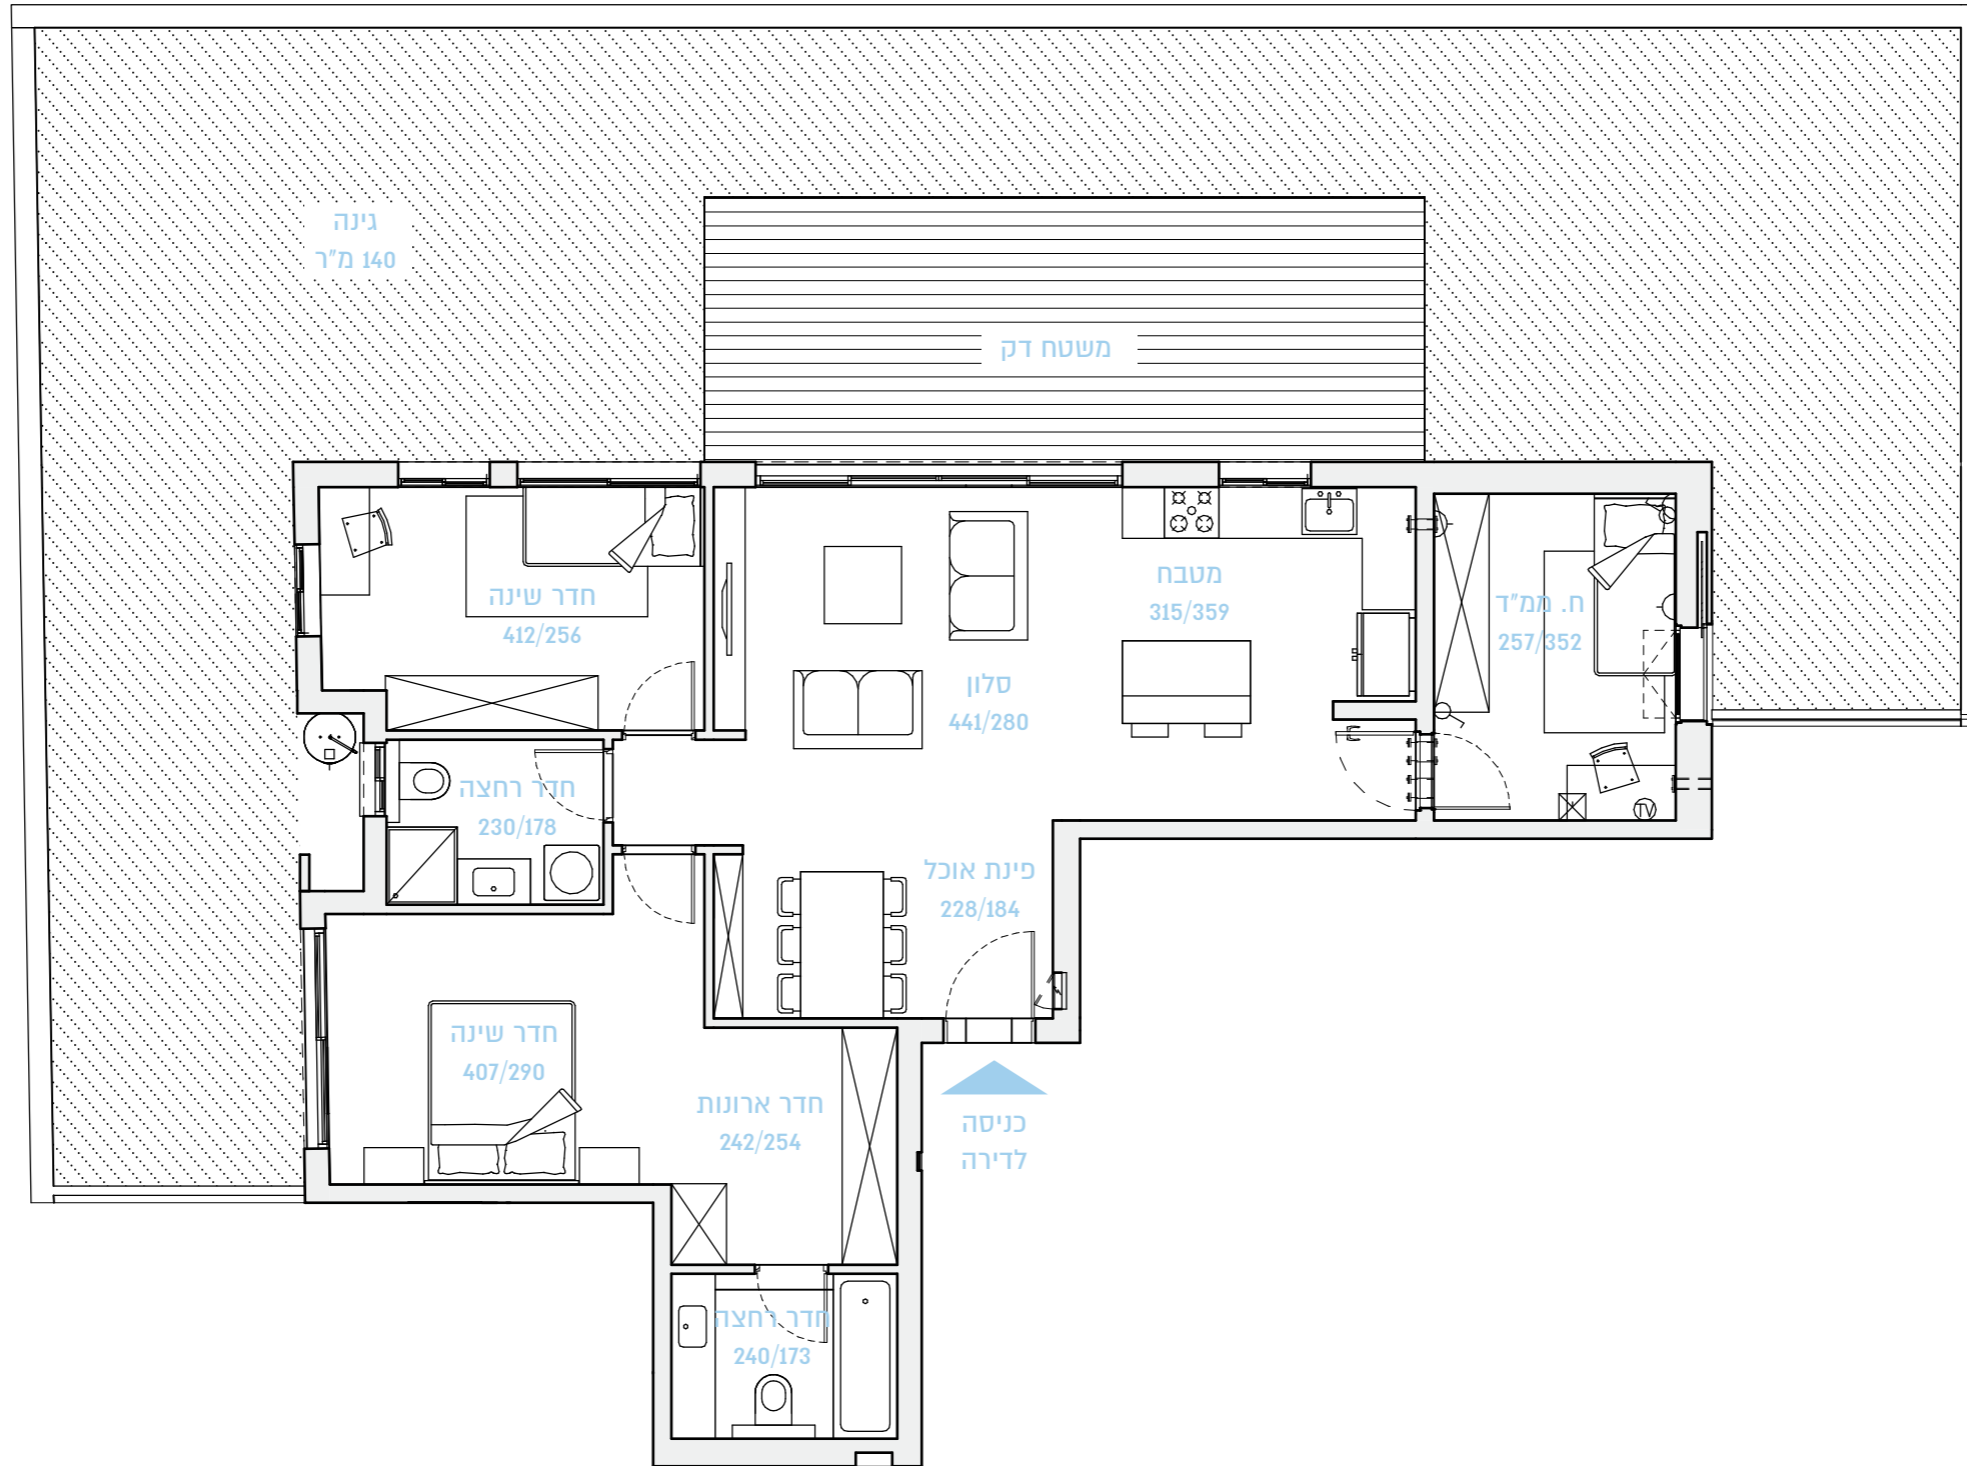 גינה
140 מ"ר
משטח דק
חדר שינה
412/256
מטבח
315/359
ח. ממ"ד
257/352
סלון
441/280
חדר רחצה
230/178
TV
פינת אוכל
228/184
חדר שינה
407/290
חדר ארונות
242/254
כניסה
לדירה
חדר רחצה
240/173